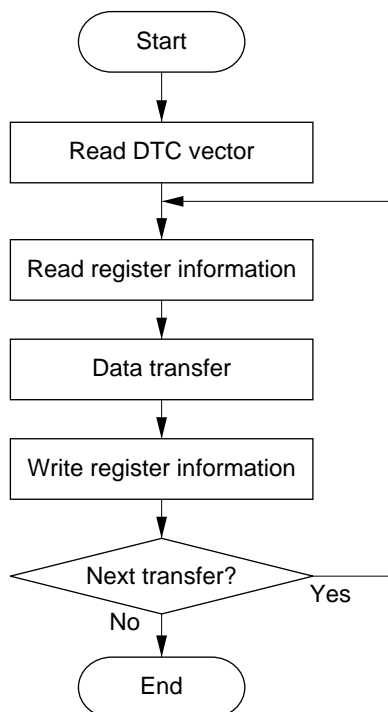 Start
Read DTC vector
Read register information
Data transfer
Write register information
Next transfer?
Yes
No
End